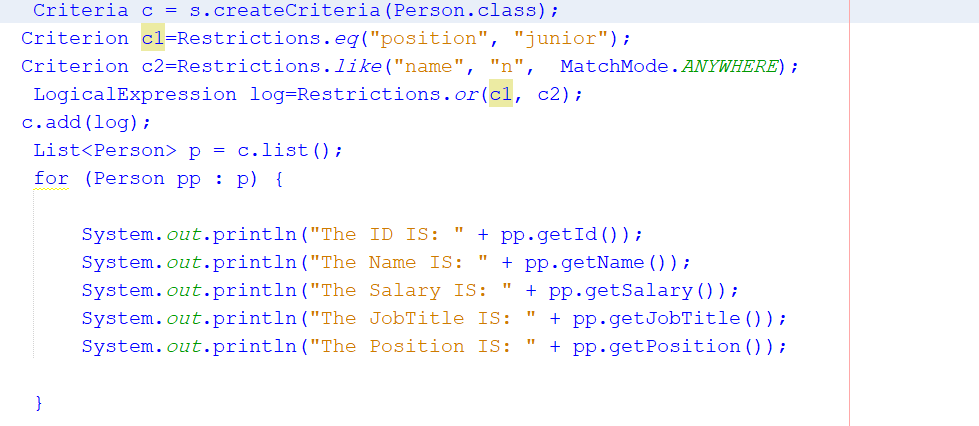 Criteria c = s.createCriteria(Person.class);
Criterion c1=Restrictions.eq("position", "junior");
Criterion c2=Restrictions.like("name", "n",  MatchMode.ANYWHERE);
LogicalExpression log=Restrictions.or(c1, c2);
c.add(log);
List<Person> p = c.list();
for (Person pp : p) {
System.out.println("The ID IS: " + pp.getId());
System.out.println("The Name IS: " + pp.getName());
System.out.println("The Salary IS: " + pp.getSalary());
System.out.println("The JobTitle IS: " + pp.getJobTitle());
System.out.println("The Position IS: " + pp.getPosition());
}